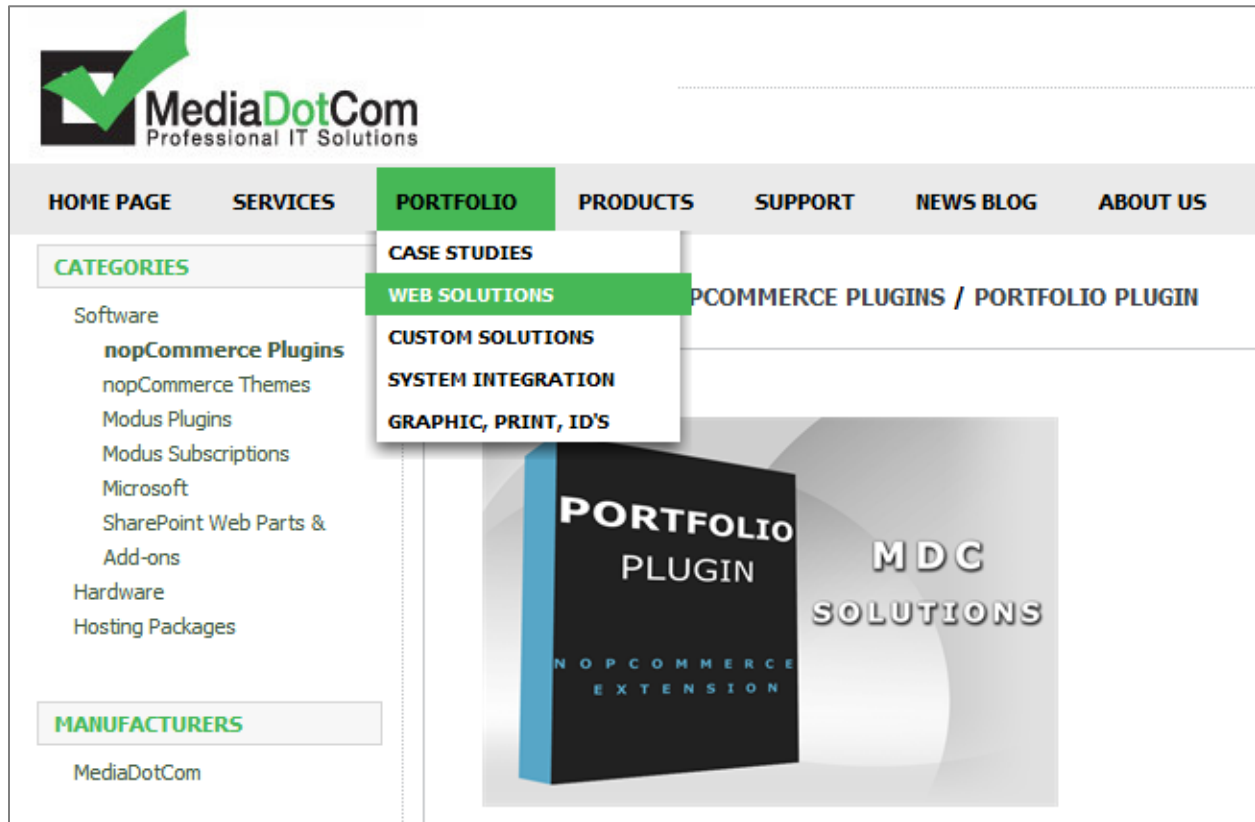 MediaDotCom
Professional IT Solutions
HOME PAGE SERVICES PORTFOLIO PRODUCTS SUPPORT NEWS BLOG ABOUT US
CASE STUDIES
WEB SOLUTIONS
CUSTOM SOLUTIONS
SYSTEM INTEGRATION
GRAPHIC, PRINT, ID'S
CATEGORIES
Software
nopCommerce Plugins
nopCommerce Themes
Modus Plugins
Modus Subscriptions
Microsoft
SharePoint Web Parts &
Add-ons
Hardware
Hosting Packages
MANUFACTURERS
MediaDotCom
PCOMMERCE PLUGINS / PORTFOLIO PLUGIN
PORTFOLIO
PLUGIN
NOPCOMMERCE
EXTENSION
MDC
SOLUTIONS